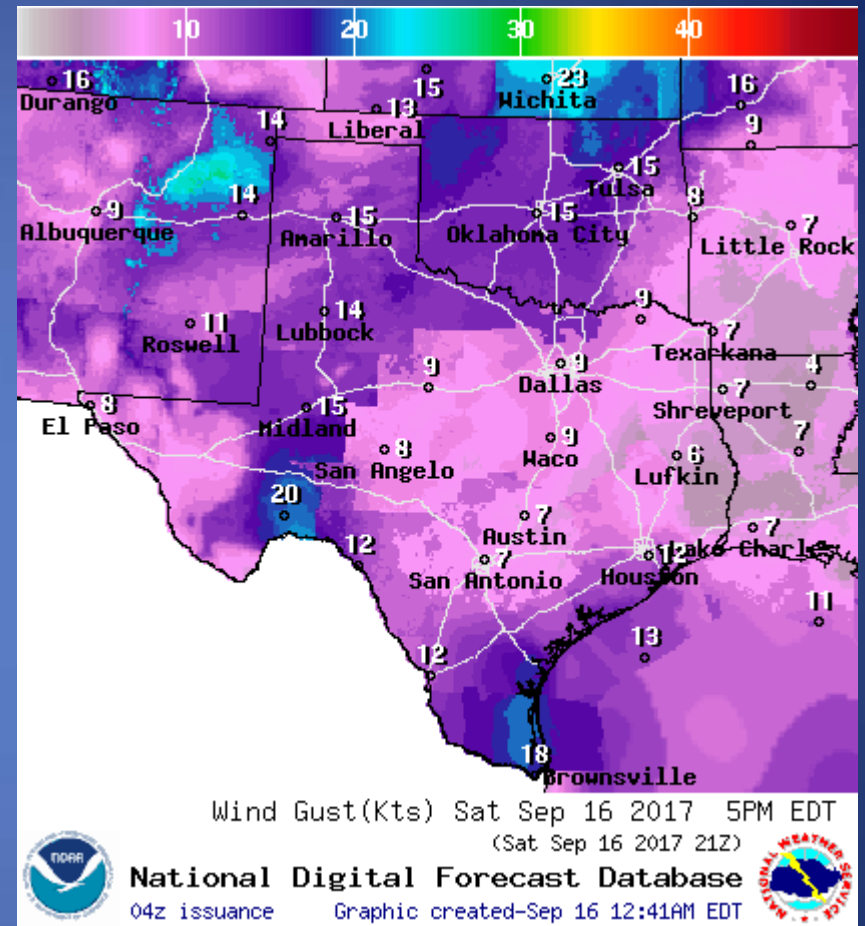 10 20 30 40
16 Durango
15
23 Wichita
16
13 Liberal
14
9
15 Tulsa
9 Albuquerque
14
15 Amarillo
15 Oklahoma City
8
7 Little Rock
11 Roswell
14 Lubbock
9
7 Texarkana
9
9 Dallas
7 Shreveport
4
8 El Paso
15 Midland
8 San Angelo
9 Waco
6 Lufkin
7
20
7 Austin
7 Lake Charles
12
7 San Antonio
12 Houston
11
13
12
18 Brownsville
Wind Gust(Kts) Sat Sep 16 2017 5PM EDT
(Sat Sep 16 2017 21Z)
National Digital Forecast Database
04z issuance Graphic created-Sep 16 12:41AM EDT
NOAA
NATIONAL WEATHER SERVICE